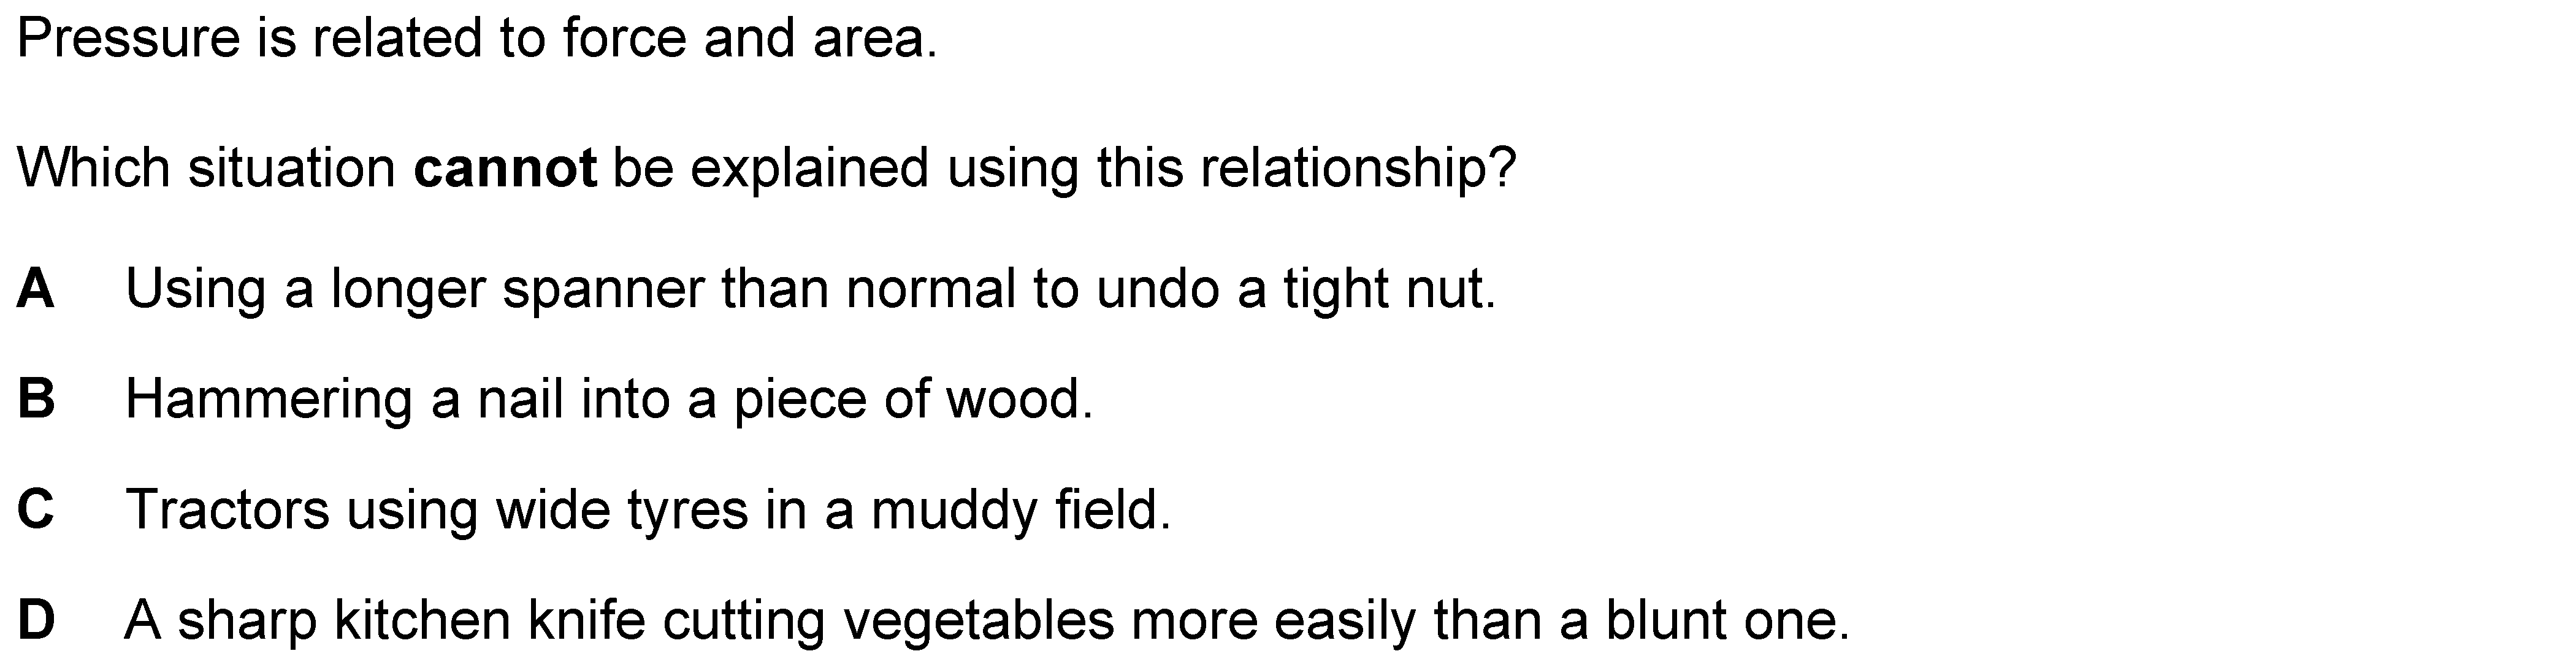 Pressure is related to force and area.
Which situation cannot be explained using this relationship?
A Using a longer spanner than normal to undo a tight nut.
B Hammering a nail into a piece of wood.
C Tractors using wide tyres in a muddy field.
D A sharp kitchen knife cutting vegetables more easily than a blunt one.